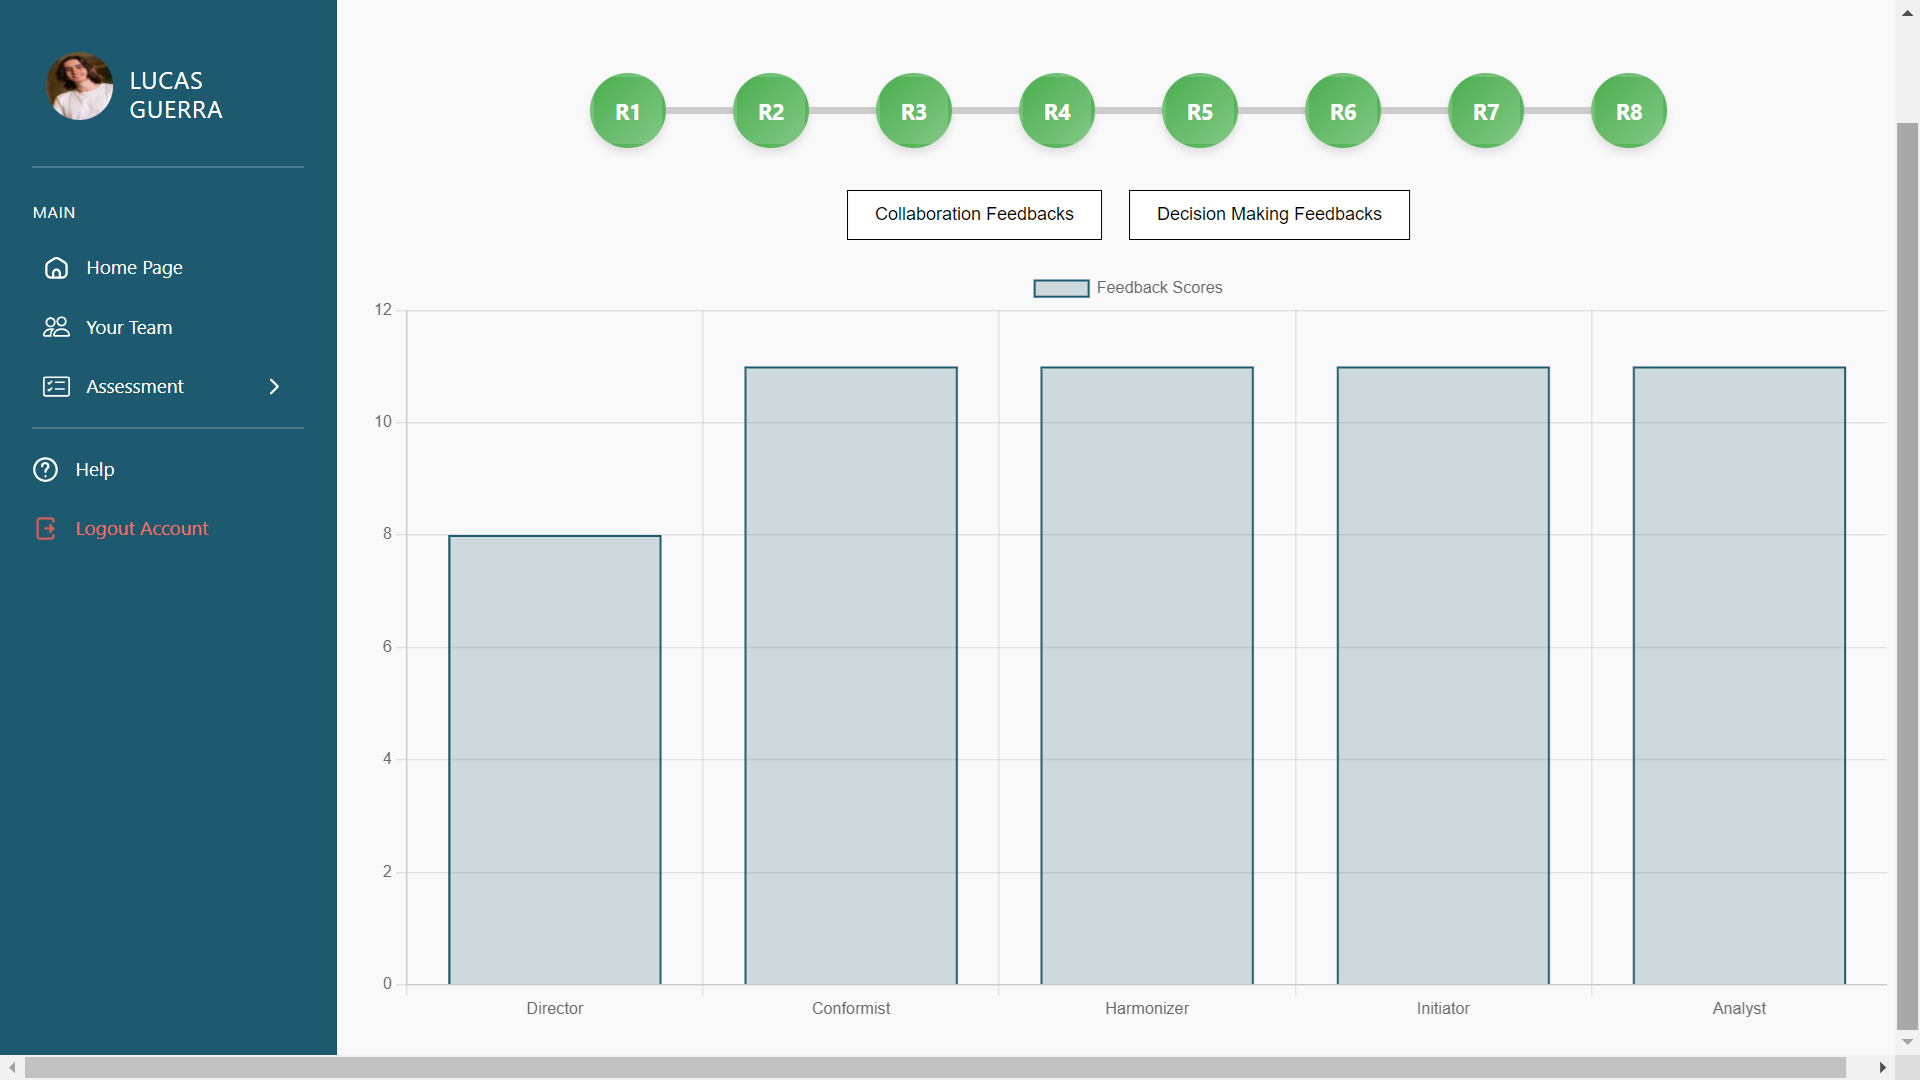 LUCAS
GUERRA
MAIN
Home Page
Your Team
Assessment
Help
Logout Account
R1 R2 R3 R4 R5 R6 R7 R8
Collaboration Feedbacks Decision Making Feedbacks
Feedback Scores
12
10
8
6
4
2
0
Director Conformist Harmonizer Initiator Analyst